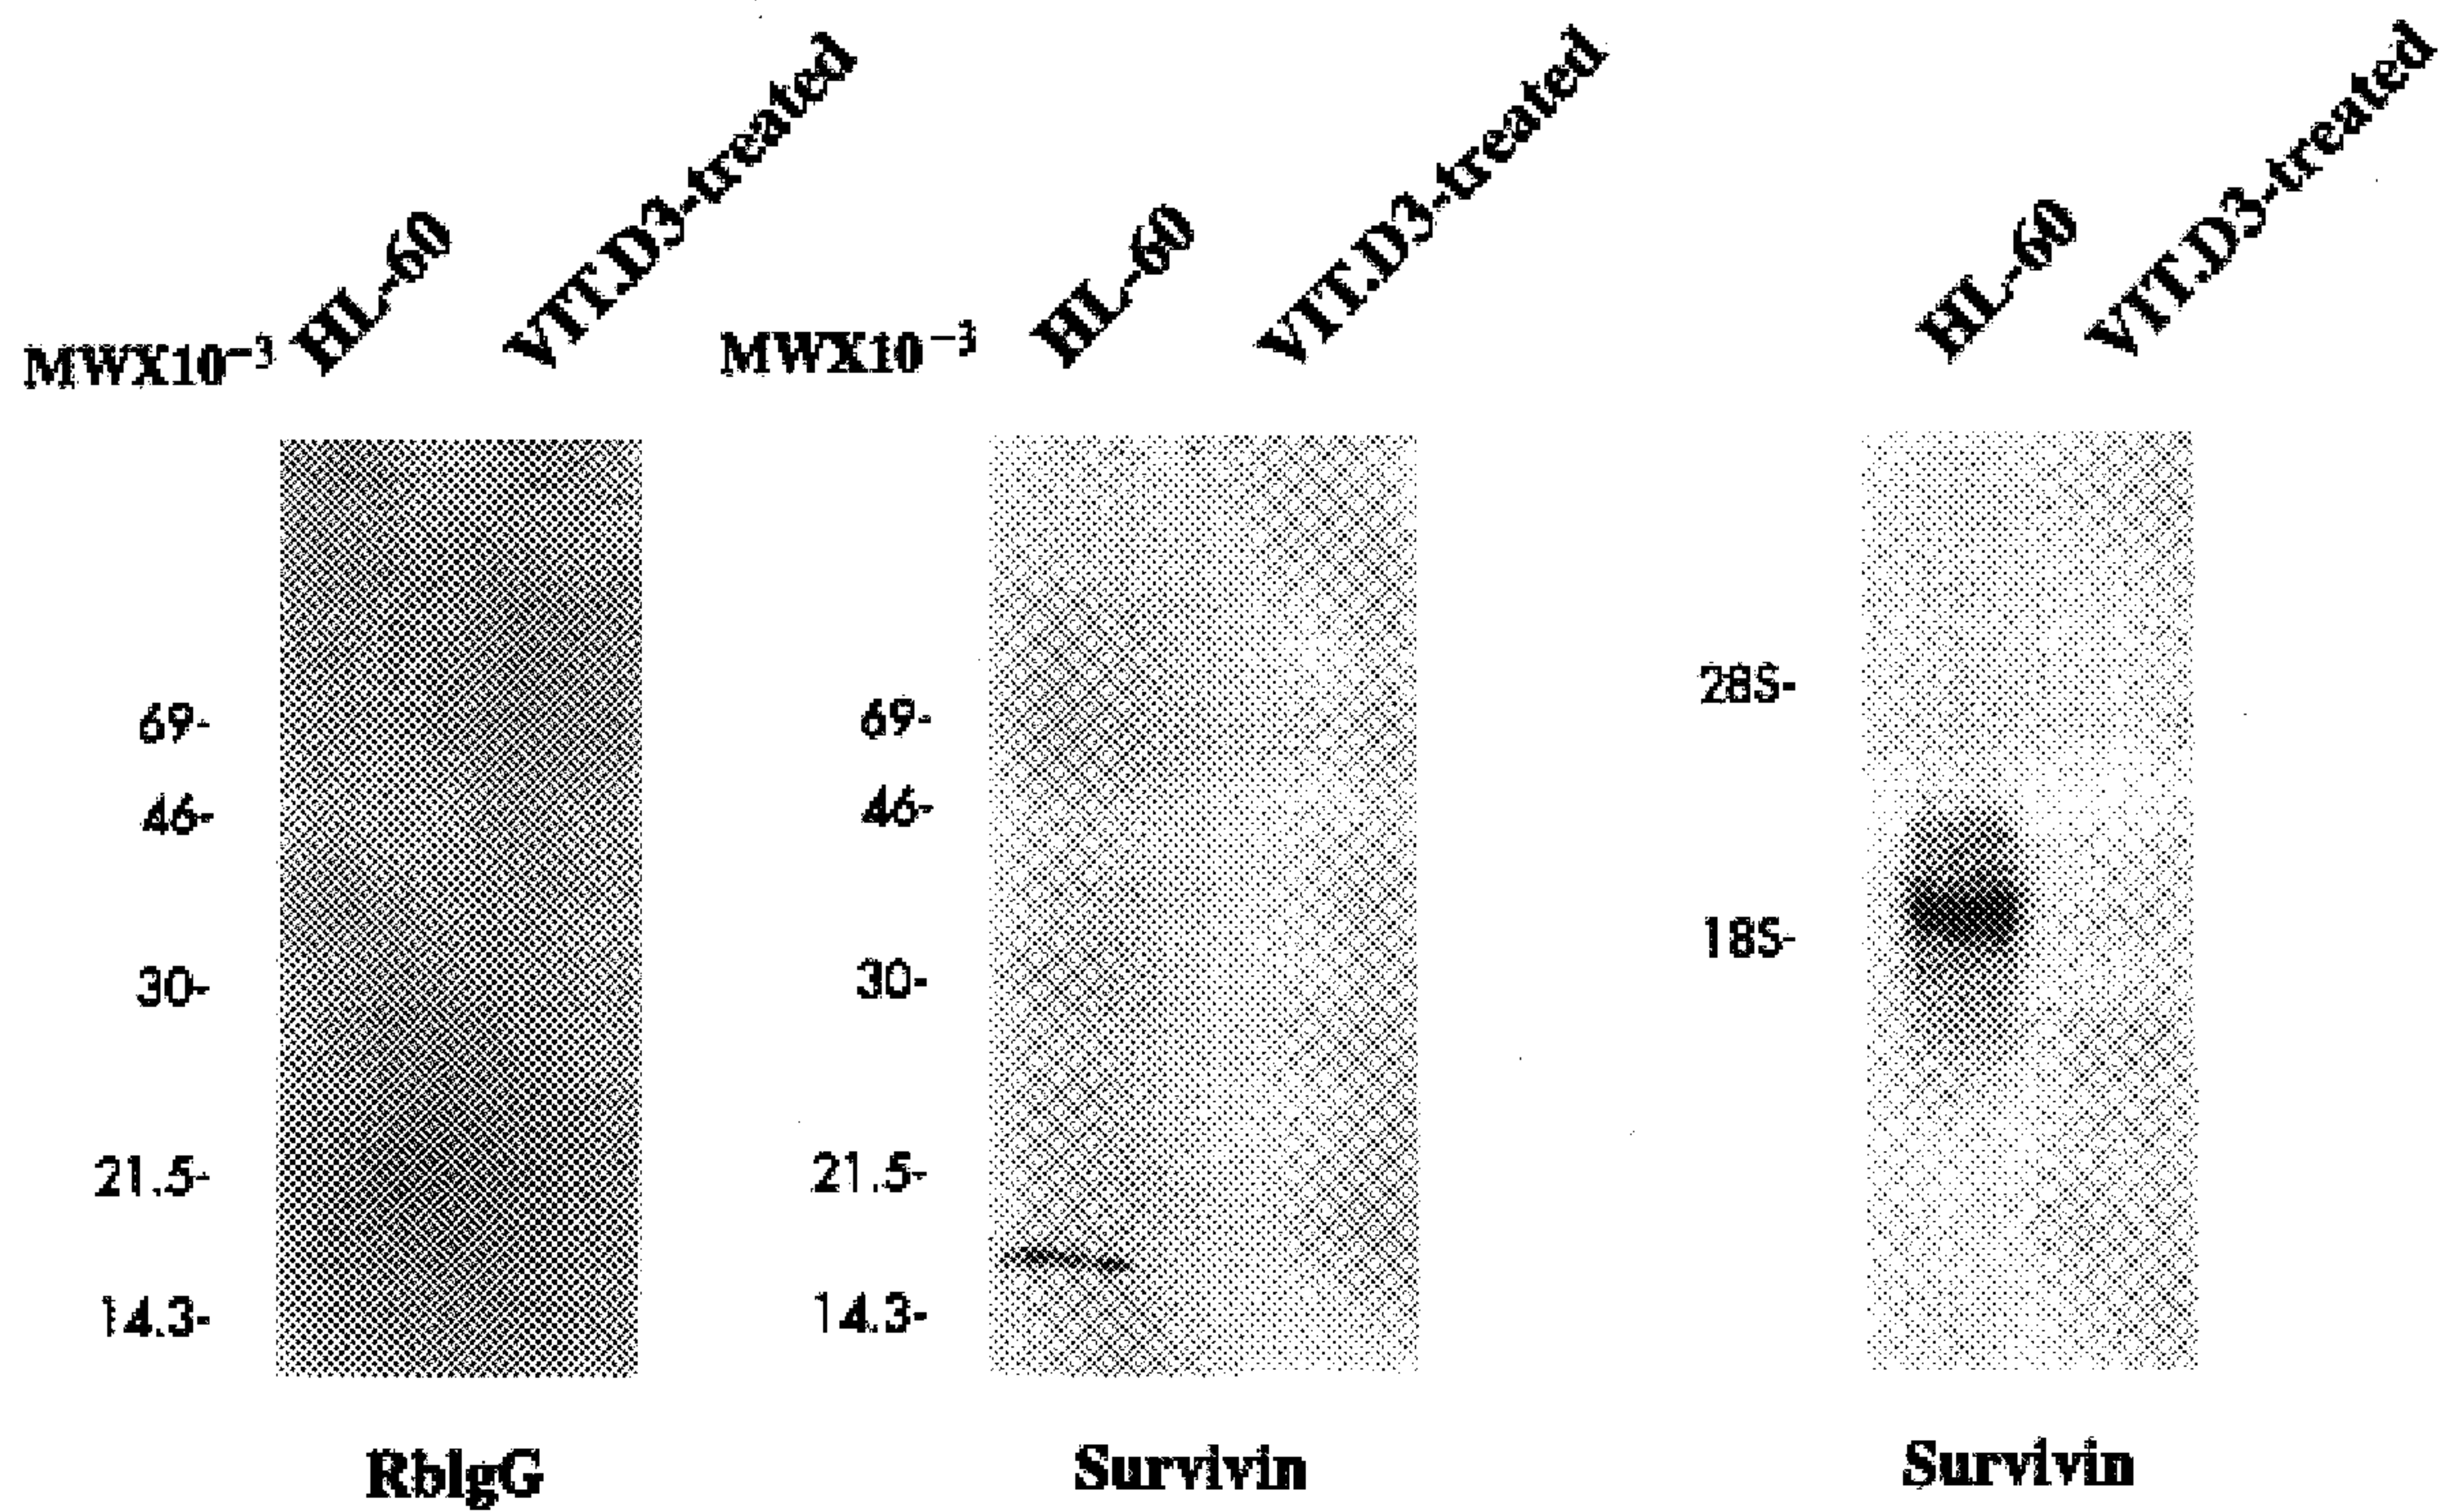 MWX10⁻³ HL-60 VIT.D3-treated
69-
46-
30-
21.5-
14.3-
RbIgG
MWX10⁻³ HL-60 VIT.D3-treated
69-
46-
30-
21.5-
14.3-
Survivin
HL-60 VIT.D3-treated
28S-
18S-
Survivin